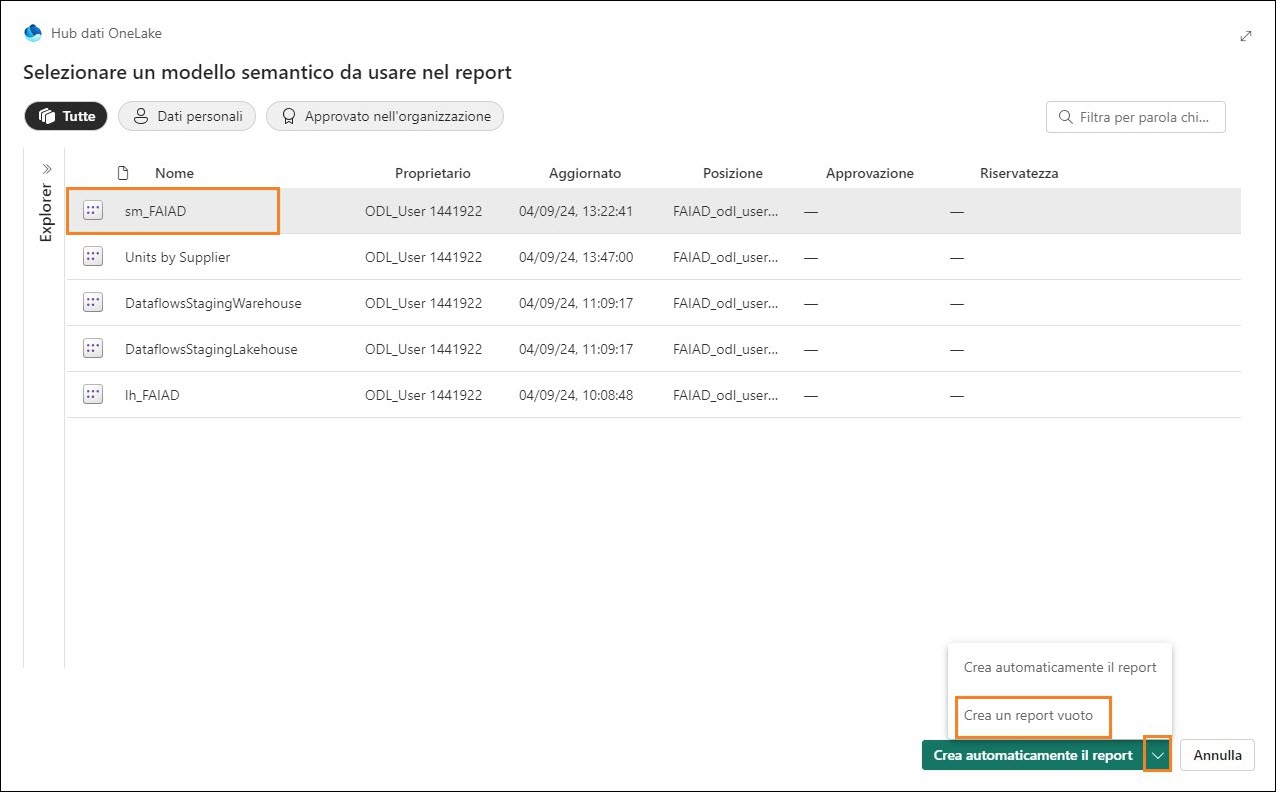 Hub dati OneLake
Selezionare un modello semantico da usare nel report
Tutte Dati personali Approvato nell'organizzazione Filtra per parola chi...
Explorer
Nome Proprietario Aggiornato Posizione Approvazione Riservatezza
sm_FAIAD ODL_User 1441922 04/09/24, 13:22:41 FAIAD_odl_user... — —
Units by Supplier ODL_User 1441922 04/09/24, 13:47:00 FAIAD_odl_user... — —
DataflowsStagingWarehouse ODL_User 1441922 04/09/24, 11:09:17 FAIAD_odl_user... — —
DataflowsStagingLakehouse ODL_User 1441922 04/09/24, 11:09:17 FAIAD_odl_user... — —
lh_FAIAD ODL_User 1441922 04/09/24, 10:08:48 FAIAD_odl_user... — —
Crea automaticamente il report
Crea un report vuoto
Crea automaticamente il report Annulla